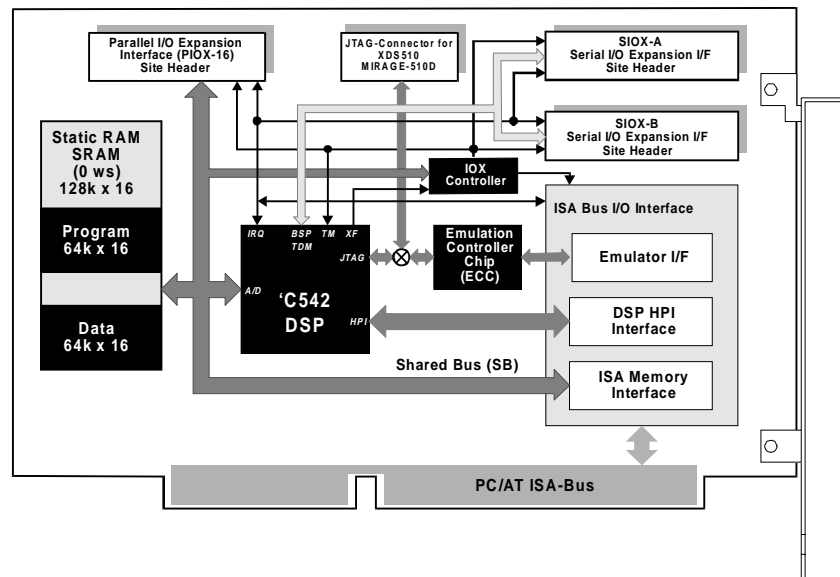 Parallel I/O Expansion
Interface (PIOX-16)
Site Header
JTAG-Connector for
XDS510
MIRAGE-510D
SIOX-A
Serial I/O Expansion I/F
Site Header
SIOX-B
Serial I/O Expansion I/F
Site Header
Static RAM
SRAM
(0 ws)
128k x 16
Program
64k x 16
Data
64k x 16
IOX
Controller
IRQ
BSP
TDM
TM
XF
JTAG
A/D
HPI
'C542
DSP
Emulation
Controller
Chip
(ECC)
ISA Bus I/O Interface
Emulator I/F
DSP HPI
Interface
ISA Memory
Interface
Shared Bus (SB)
PC/AT ISA-Bus